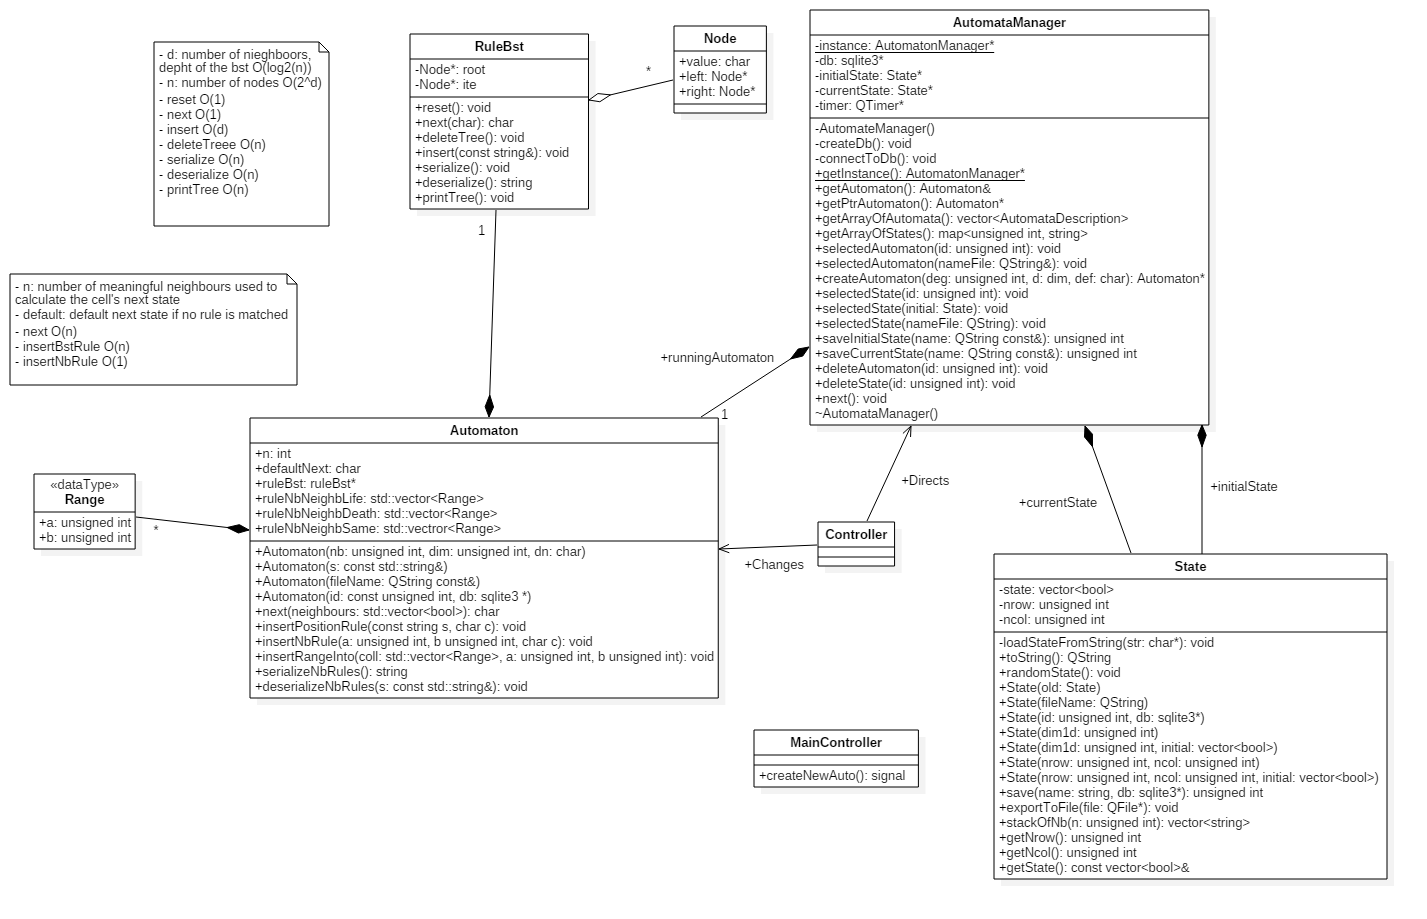 - d: number of nieghboors,
depht of the bst O(log2(n))
- n: number of nodes O(2^d)
- reset O(1)
- next O(1)
- insert O(d)
- deleteTreee O(n)
- serialize O(n)
- deserialize O(n)
- printTree O(n)
RuleBst
-Node*: root
-Node*: ite
+reset(): void
+next(char): char
+deleteTree(): void
+insert(const string&): void
+serialize(): void
+deserialize(): string
+printTree(): void
*
1
Node
+value: char
+left: Node*
+right: Node*
AutomataManager
-instance: AutomatonManager*
-db: sqlite3*
-initialState: State*
-currentState: State*
-timer: QTimer*
-AutomateManager()
-createDb(): void
-connectToDb(): void
+getInstance(): AutomatonManager*
+getAutomaton(): Automaton&
+getPtrAutomaton(): Automaton*
+getArrayOfAutomata(): vector<AutomataDescription>
+getArrayOfStates(): map<unsigned int, string>
+selectedAutomaton(id: unsigned int): void
+selectedAutomaton(nameFile: QString&): void
+createAutomaton(deg: unsigned int, d: dim, def: char): Automaton*
+selectedState(id: unsigned int): void
+selectedState(initial: State): void
+selectedState(nameFile: QString): void
+saveInitialState(name: QString const&): unsigned int
+saveCurrentState(name: QString const&): unsigned int
+deleteAutomaton(id: unsigned int): void
+deleteState(id: unsigned int): void
+next(): void
~AutomataManager()
- n: number of meaningful neighbours used to
calculate the cell's next state
- default: default next state if no rule is matched
- next O(n)
- insertBstRule O(n)
- insertNbRule O(1)
+runningAutomaton
1
Automaton
+n: int
+defaultNext: char
+ruleBst: ruleBst*
+ruleNbNeighbLife: std::vector<Range>
+ruleNbNeighbDeath: std::vector<Range>
+ruleNbNeighbSame: std::vectror<Range>
+Automaton(nb: unsigned int, dim: unsigned int, dn: char)
+Automaton(s: const std::string&)
+Automaton(fileName: QString const&)
+Automaton(id: const unsigned int, db: sqlite3 *)
+next(neighbours: std::vector<bool>): char
+insertPositionRule(const string s, char c): void
+insertNbRule(a: unsigned int, b unsigned int, char c): void
+insertRangeInto(coll: std::vector<Range>, a: unsigned int, b unsigned int): void
+serializeNbRules(): string
+deserializeNbRules(s: const std::string&): void
«dataType»
Range
+a: unsigned int
+b: unsigned int
*
+Directs
Controller
+Changes
+currentState
+initialState
State
-state: vector<bool>
-nrow: unsigned int
-ncol: unsigned int
-loadStateFromString(str: char*): void
+toString(): QString
+randomState(): void
+State(old: State)
+State(fileName: QString)
+State(id: unsigned int, db: sqlite3*)
+State(dim1d: unsigned int)
+State(dim1d: unsigned int, initial: vector<bool>)
+State(nrow: unsigned int, ncol: unsigned int)
+State(nrow: unsigned int, ncol: unsigned int, initial: vector<bool>)
+save(name: string, db: sqlite3*): unsigned int
+exportToFile(file: QFile*): void
+stackOfNb(n: unsigned int): vector<string>
+getNrow(): unsigned int
+getNcol(): unsigned int
+getState(): const vector<bool>&
MainController
+createNewAuto(): signal